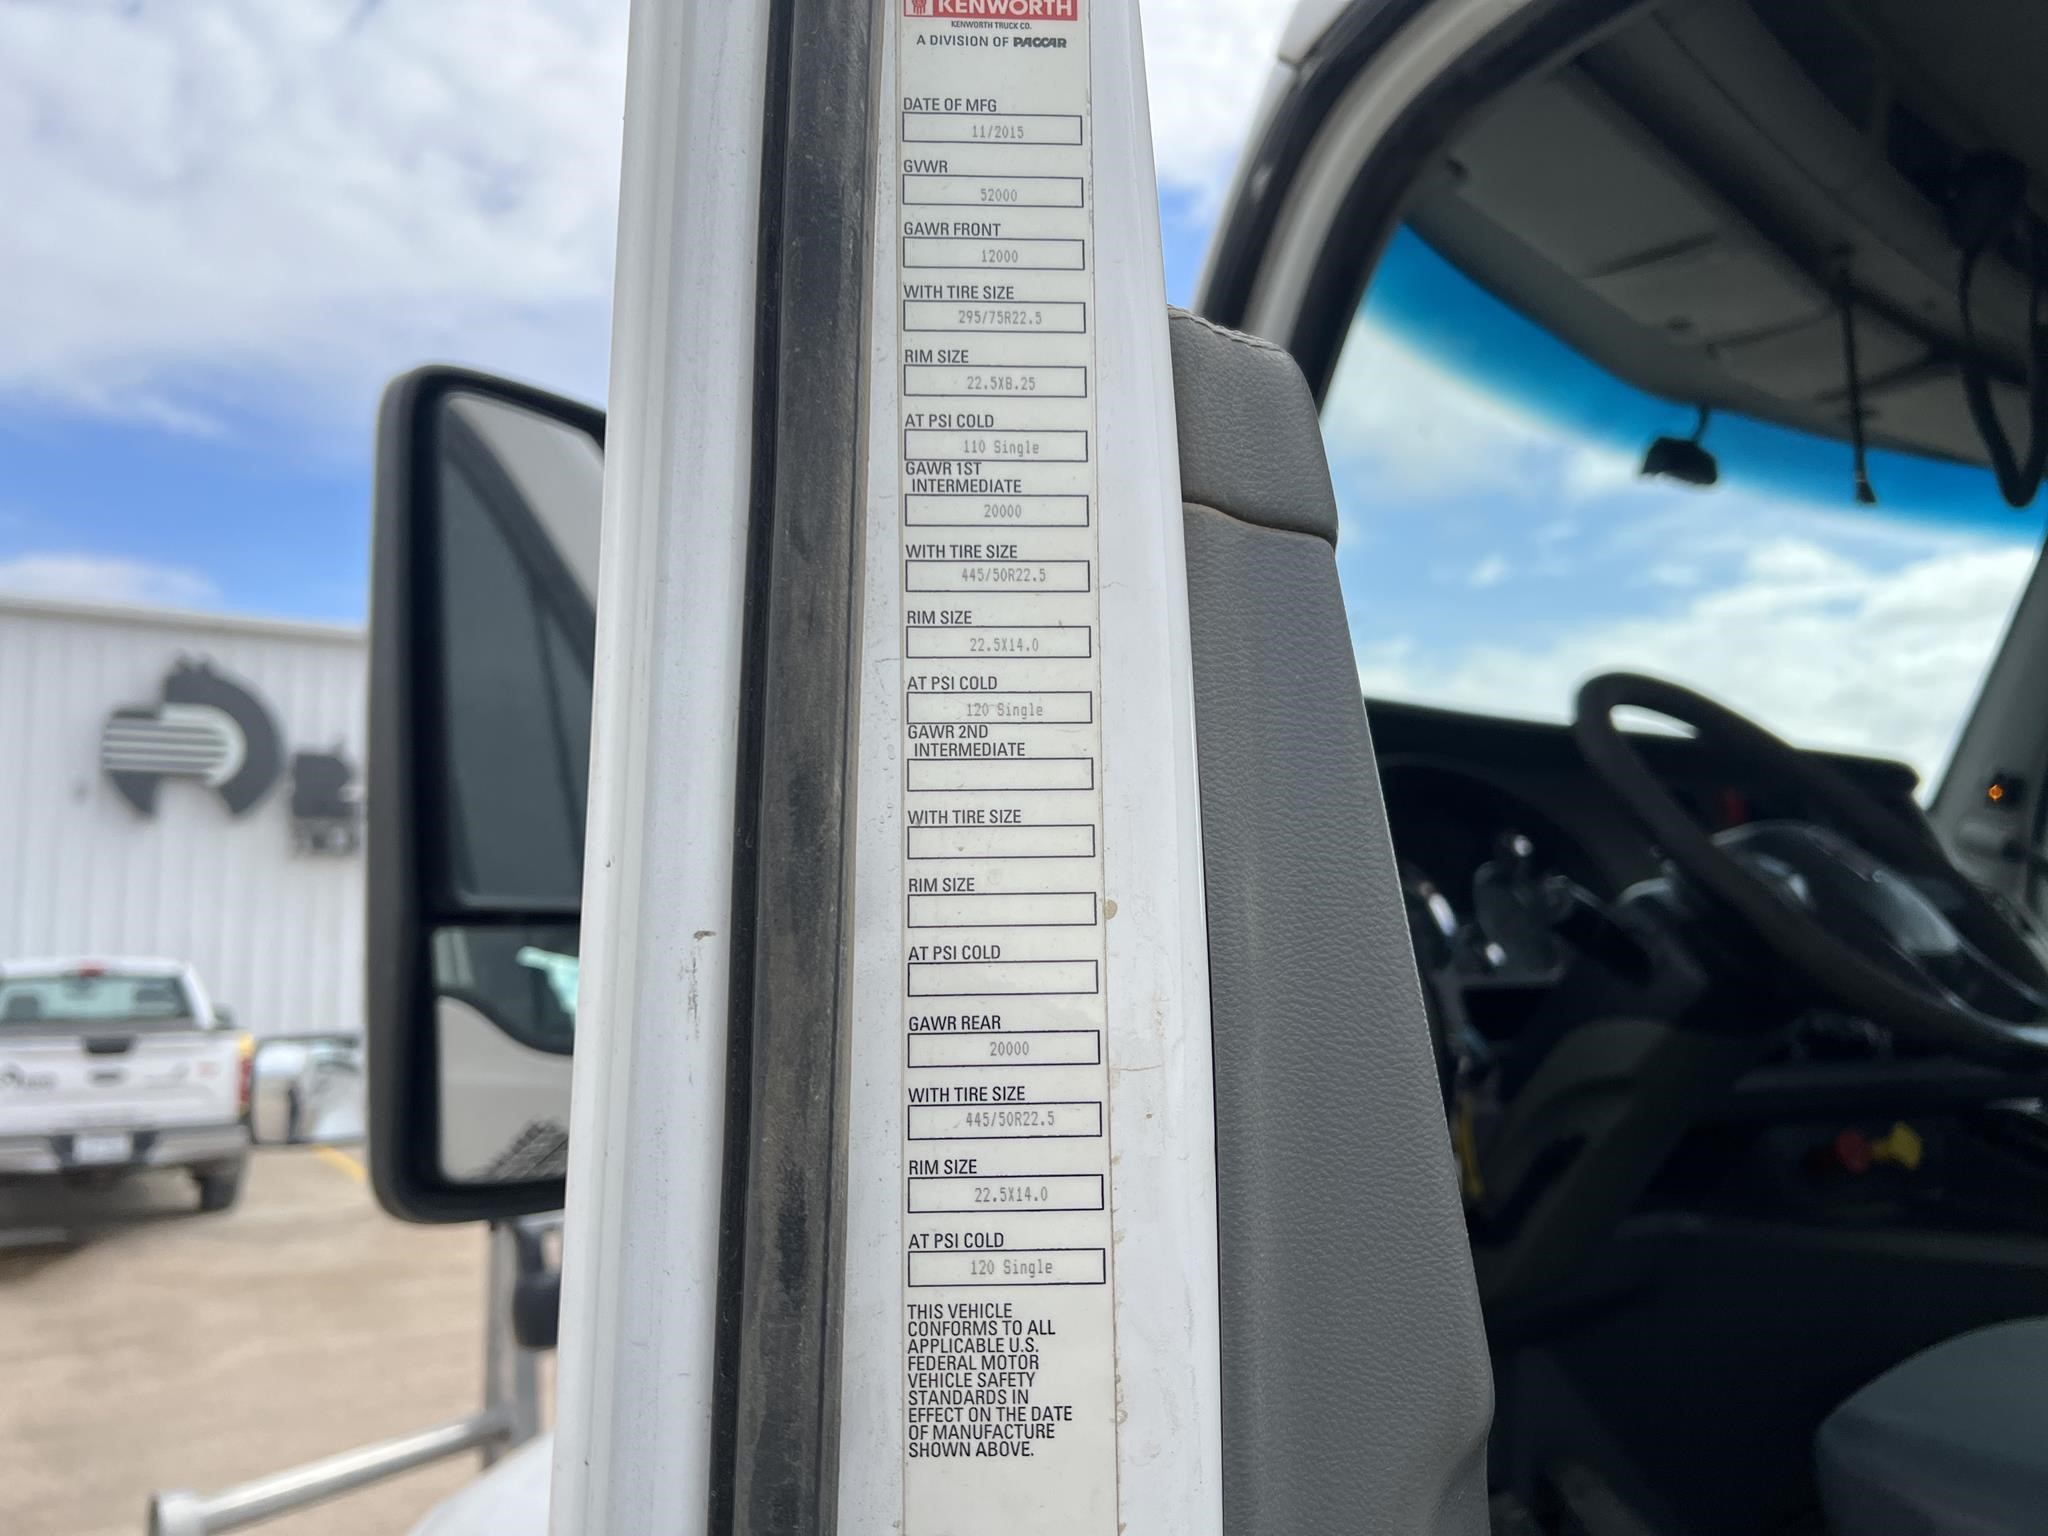 KENWORTH
KENWORTH TRUCK CO.
A DIVISION OF PACCAR
DATE OF MFG
11/2015
GVWR
52000
GAWR FRONT
12000
WITH TIRE SIZE
295/75R22.5
RIM SIZE
22.5X8.25
AT PSI COLD
110 Single
GAWR 1ST
INTERMEDIATE
20000
WITH TIRE SIZE
445/50R22.5
RIM SIZE
22.5X14.0
AT PSI COLD
120 Single
GAWR 2ND
INTERMEDIATE
WITH TIRE SIZE
RIM SIZE
AT PSI COLD
GAWR REAR
20000
WITH TIRE SIZE
445/50R22.5
RIM SIZE
22.5X14.0
AT PSI COLD
120 Single
THIS VEHICLE
CONFORMS TO ALL
APPLICABLE U.S.
FEDERAL MOTOR
VEHICLE SAFETY
STANDARDS IN
EFFECT ON THE DATE
OF MANUFACTURE
SHOWN ABOVE.